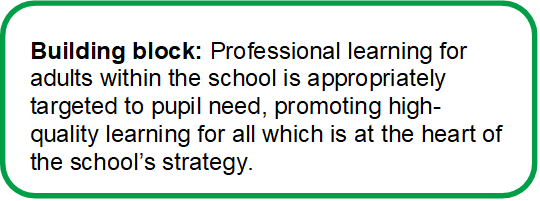 Building block: Professional learning for
adults within the school is appropriately
targeted to pupil need, promoting high-
quality learning for all which is at the heart of
the school’s strategy.